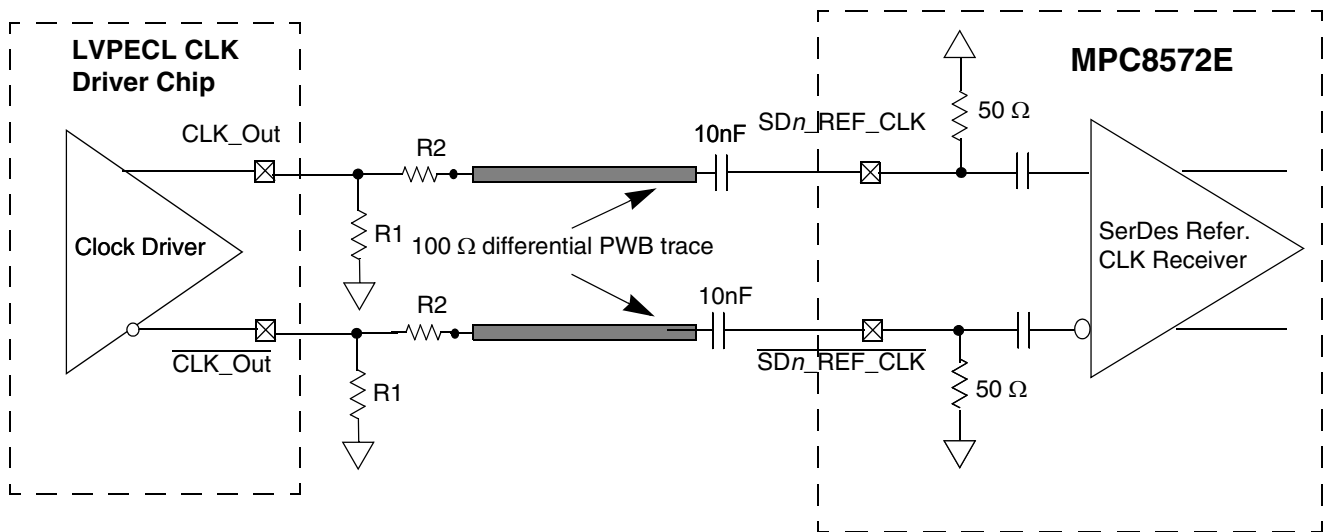 LVPECL CLK
Driver Chip
MPC8572E
CLK_Out
R2
10nF
SDn_REF_CLK
50 Ω
Clock Driver
R1
100 Ω differential PWB trace
SerDes Refer.
CLK Receiver
R2
10nF
CLK_Out
SDn_REF_CLK
R1
50 Ω